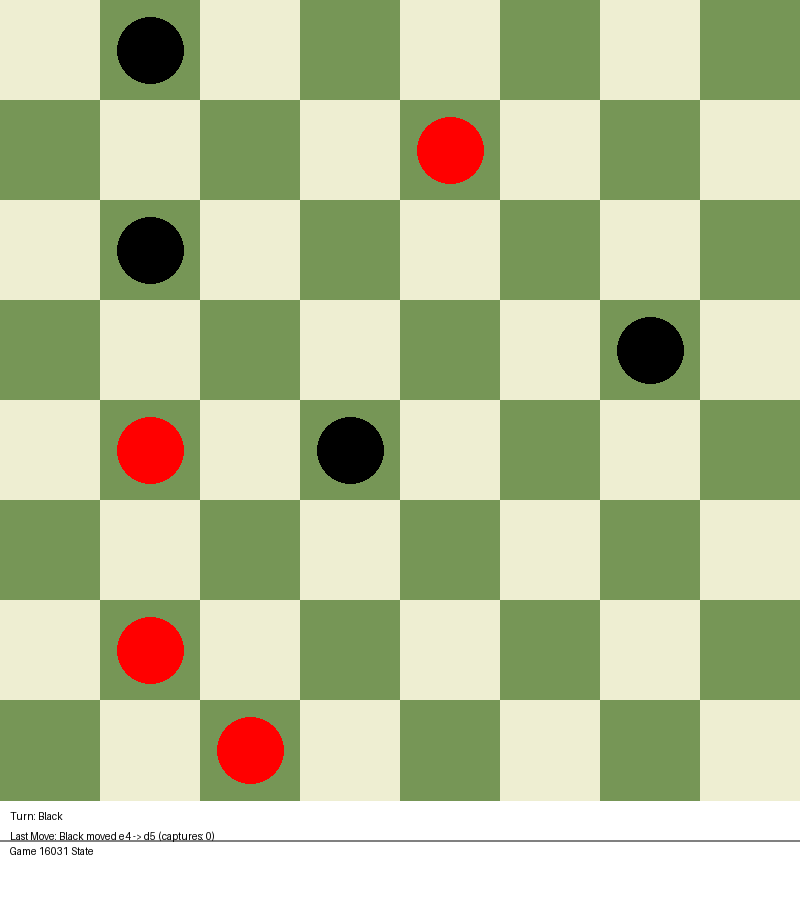 Turn: Black
Last Move: Black moved e4 -> d5 (captures: 0)
Game 16031 State